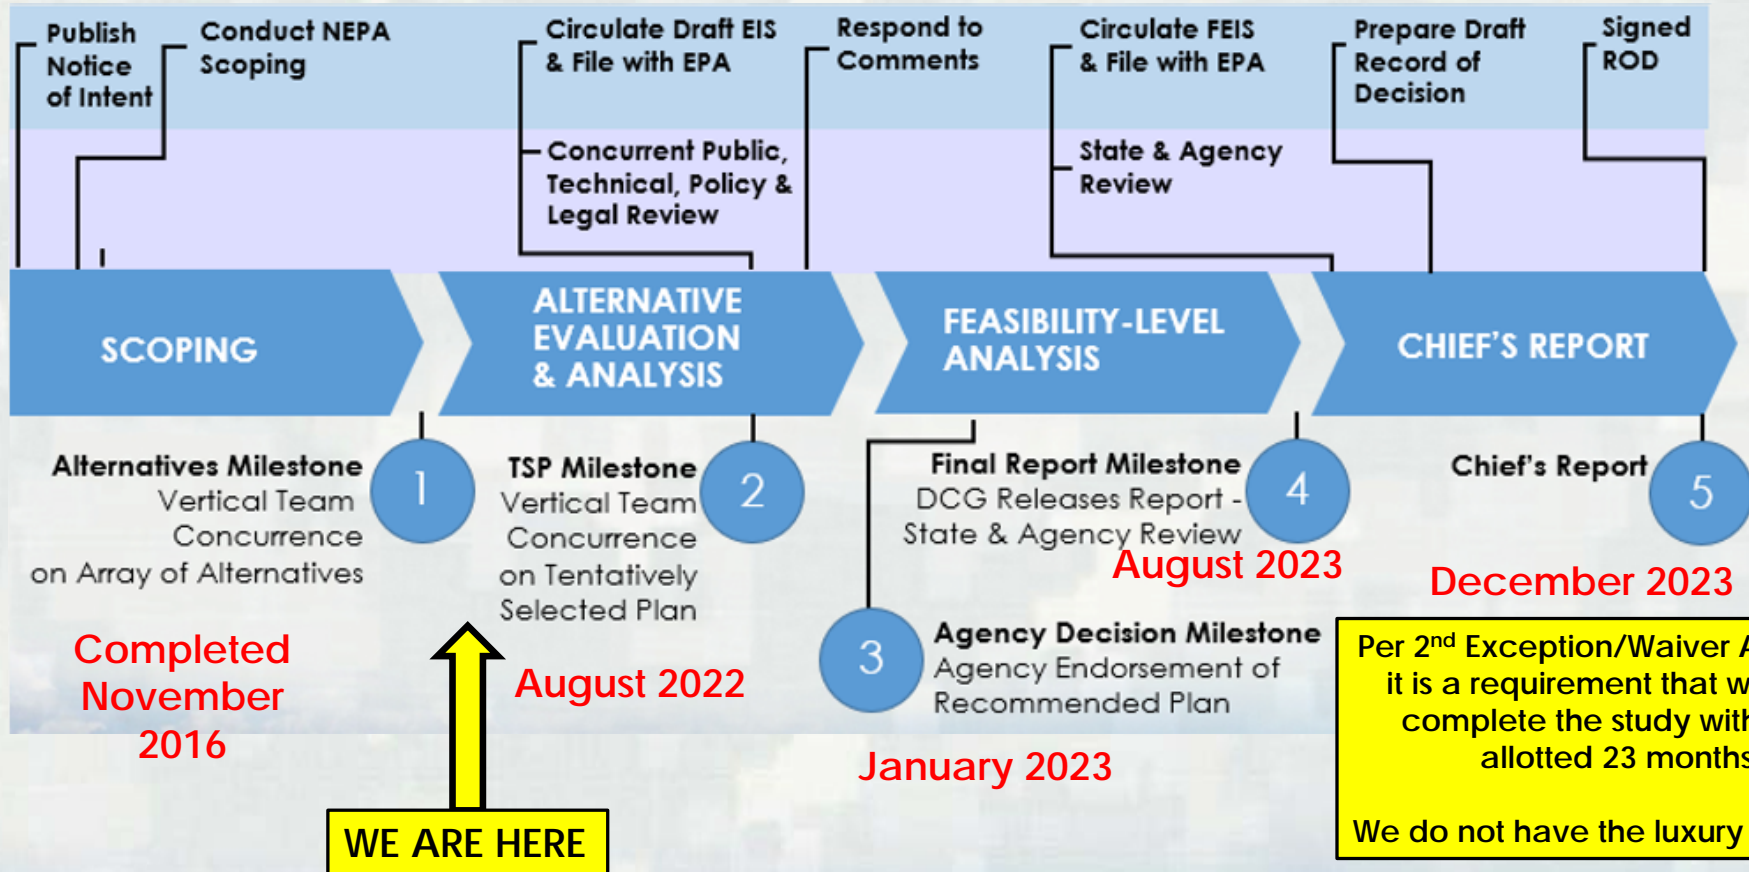 Publish
Notice
of Intent
Conduct NEPA
Scoping
Circulate Draft EIS
& File with EPA
Respond to
Comments
Circulate FEIS
& File with EPA
Prepare Draft
Record of
Decision
Signed
ROD
Concurrent Public,
Technical, Policy &
Legal Review
State & Agency
Review
SCOPING
ALTERNATIVE
EVALUATION
& ANALYSIS
FEASIBILITY-LEVEL
ANALYSIS
CHIEF'S REPORT
Alternatives Milestone
Vertical Team
Concurrence
on Array of Alternatives
1
Completed
November
2016
TSP Milestone
Vertical Team
Concurrence
on Tentatively
Selected Plan
2
August 2022
WE ARE HERE
3
Agency Decision Milestone
Agency Endorsement of
Recommended Plan
January 2023
Final Report Milestone
DCG Releases Report -
State & Agency Review
4
August 2023
Chief's Report
5
December 2023
Per 2nd Exception/Waiver
it is a requirement that
complete the study
allotted 23 months
We do not have the luxury